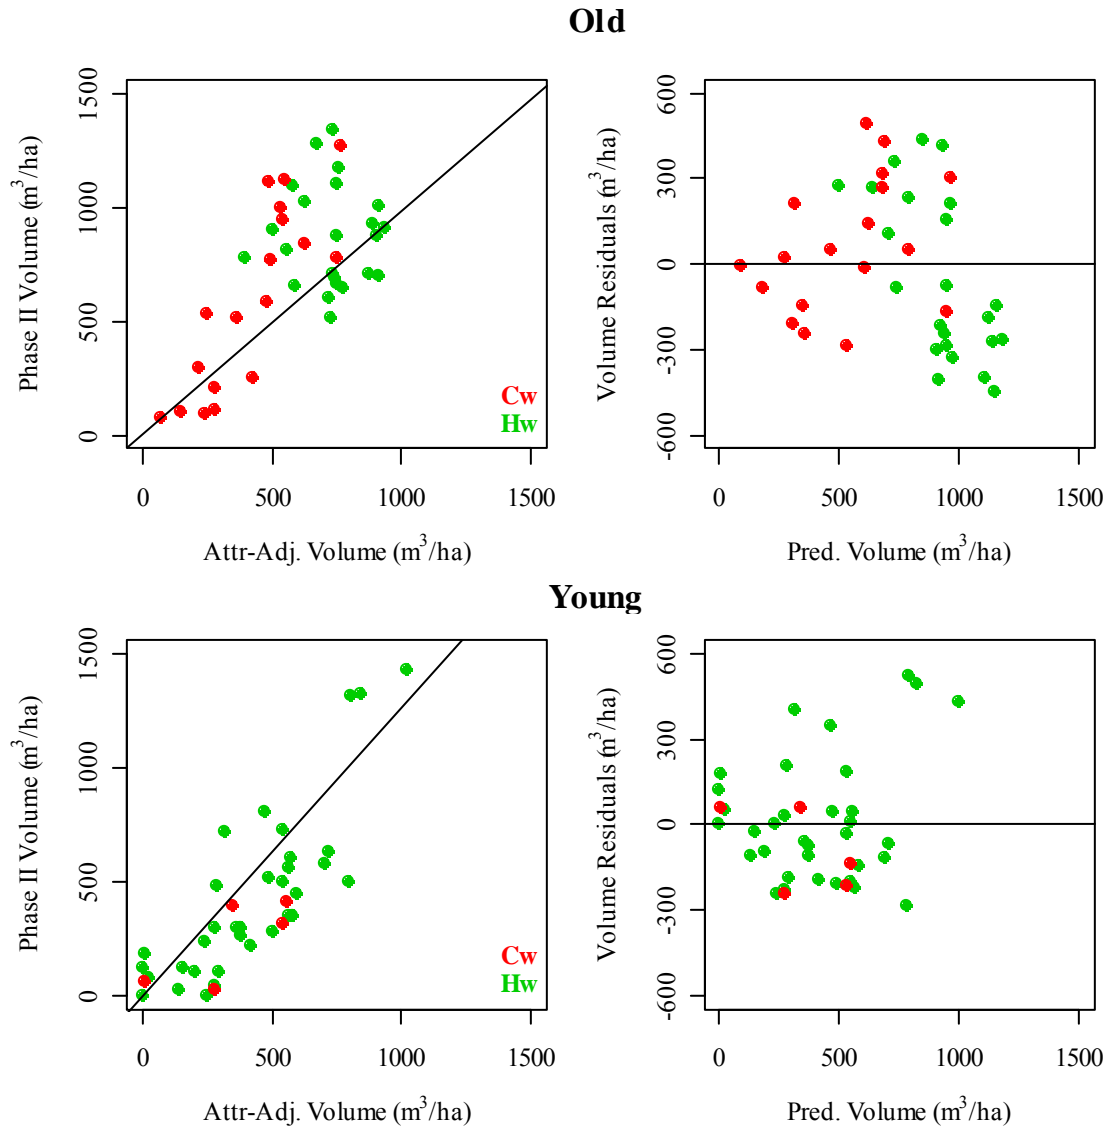 Old
1500
1000
500
0
Phase II Volume (m³/ha)
Cw
Hw
0 500 1000 1500
Attr-Adj. Volume (m³/ha)
600
300
0
-300
-600
Volume Residuals (m³/ha)
0 500 1000 1500
Pred. Volume (m³/ha)
Young
1500
1000
500
0
Phase II Volume (m³/ha)
Cw
Hw
0 500 1000 1500
Attr-Adj. Volume (m³/ha)
600
300
0
-300
-600
Volume Residuals (m³/ha)
0 500 1000 1500
Pred. Volume (m³/ha)